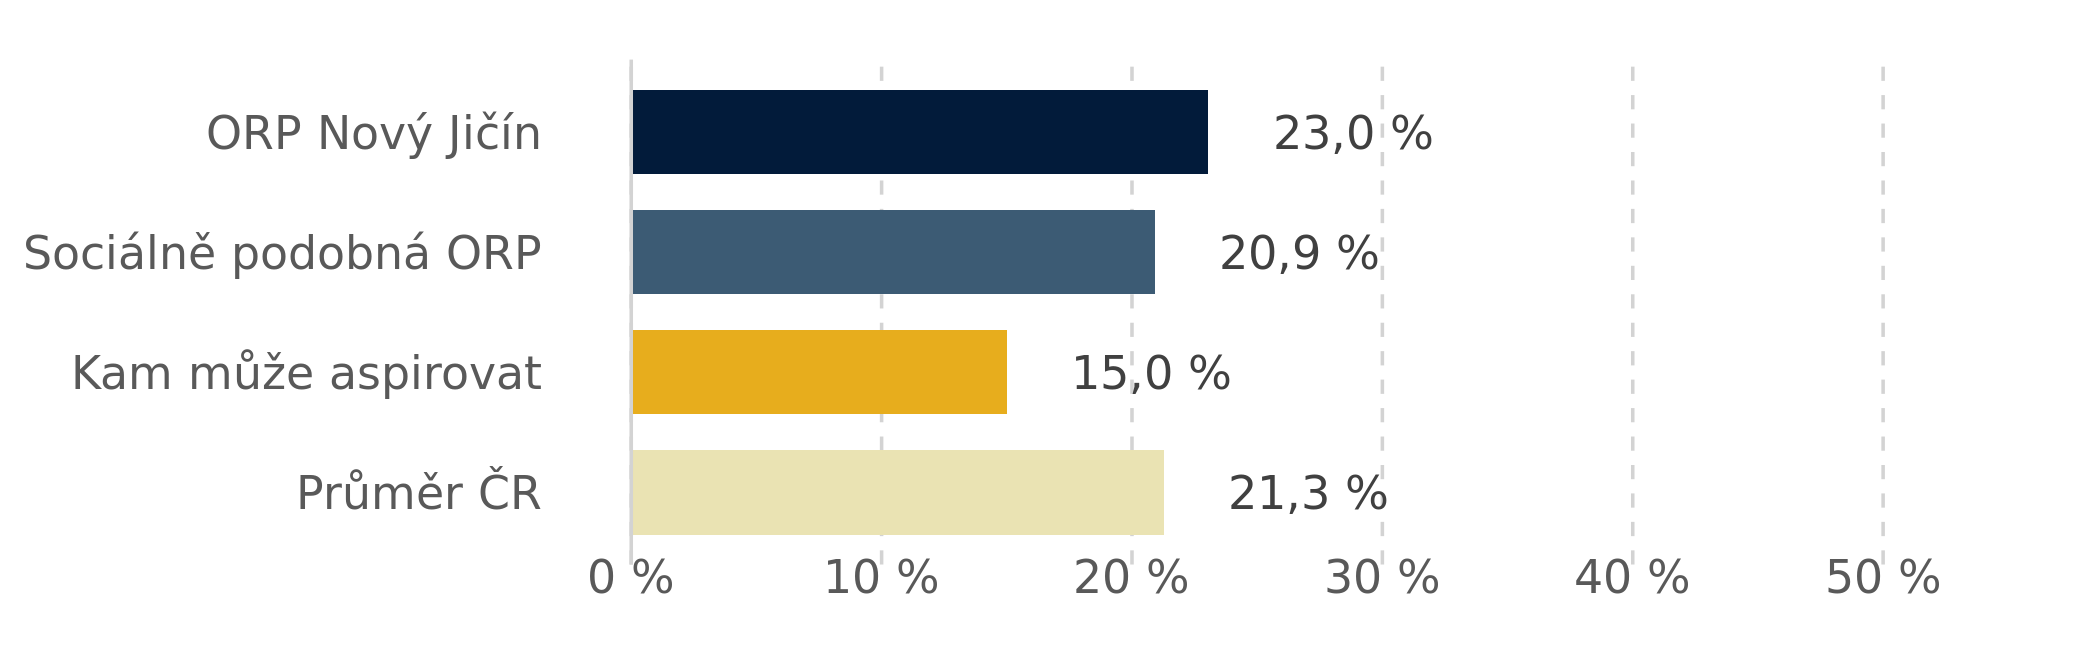 ORP Nový Jičín 23,0 %
Sociálně podobná ORP 20,9 %
Kam může aspirovat 15,0 %
Průměr ČR 21,3 %
0 % 10 % 20 % 30 % 40 % 50 %